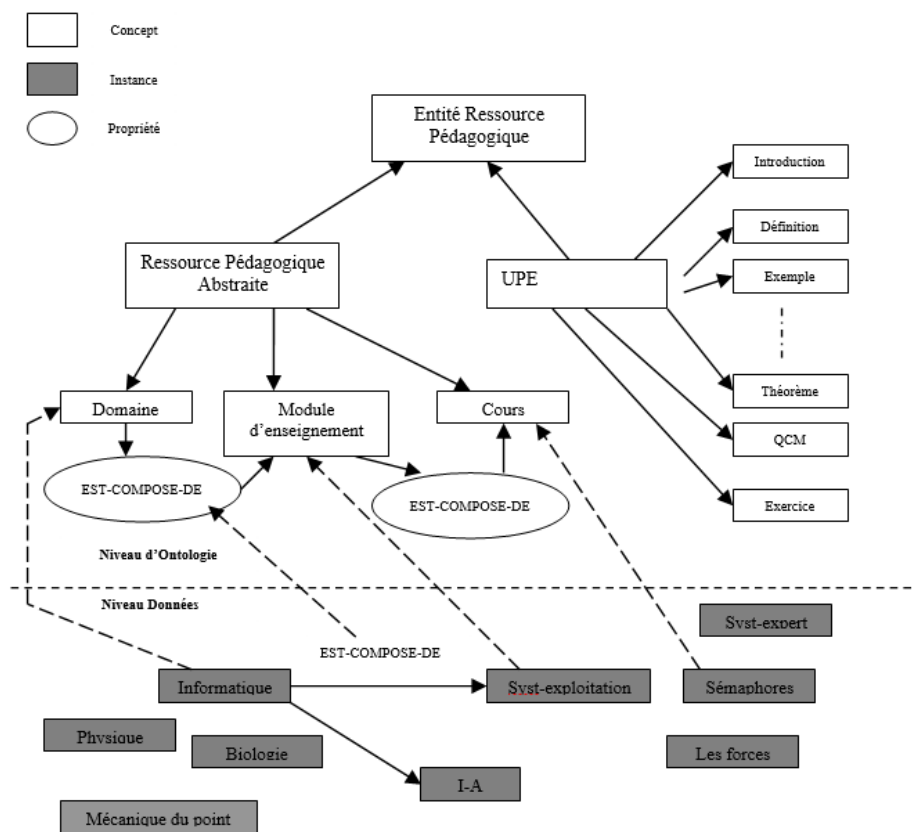 Concept
Instance
Propriété
Entité Ressource
Pédagogique
Introduction
Définition
Ressource Pédagogique
Abstraite
UPE
Exemple
Théorème
Domaine
Module
d'enseignement
Cours
QCM
EST-COMPOSE-DE
EST-COMPOSE-DE
Exercice
Niveau d'Ontologie
Niveau Données
Syst-expert
EST-COMPOSE-DE
Informatique
Syst-exploitation
Sémaphores
Physique
Biologie
Les forces
I-A
Mécanique du point